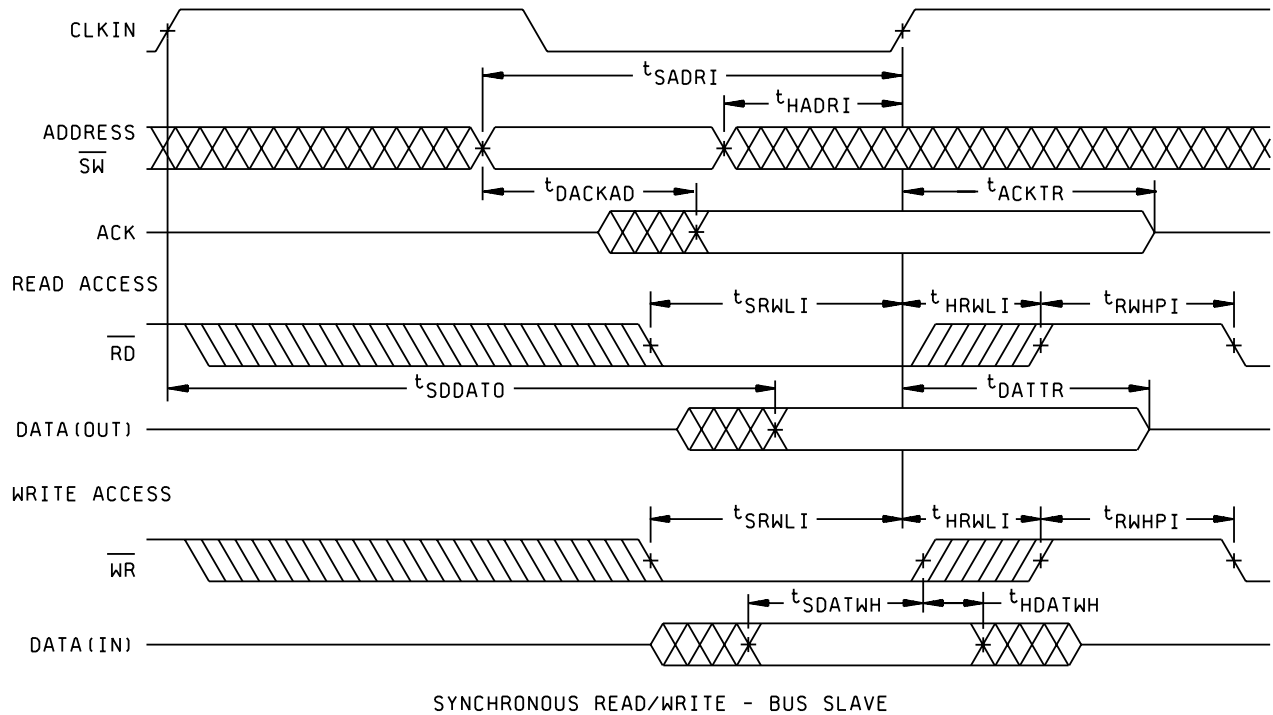 CLKIN
tSADRI
tHADRI
ADDRESS
SW
tDACKAD
tACKTR
ACK
READ ACCESS
tSRWLI
tHRWLI
tRWHPI
RD
tSDDATO
tDATTR
DATA(OUT)
WRITE ACCESS
tSRWLI
tHRWLI
tRWHPI
WR
tSDATWH
tHDATWH
DATA(IN)
SYNCHRONOUS READ/WRITE - BUS SLAVE